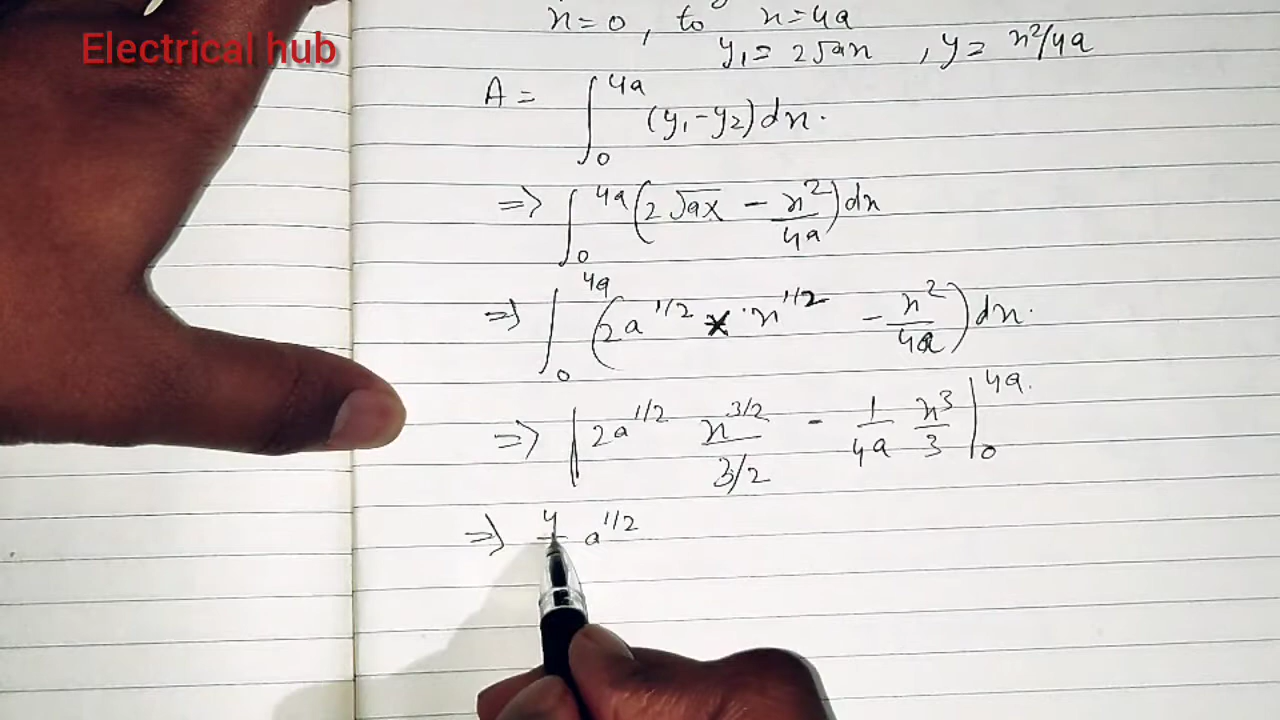 Electrical hub
x=0, to x=4a
y₁= 2√ax , y= x²/4a
A= ∫₀^4a (y₁-y₂)dx.
=> ∫₀^4a (2√ax - x²/4a)dx
=> ∫₀^4a (2a^1/2 × x^1/2 - x²/4a)dx.
=> |2a^1/2 x^3/2/3/2 - 1/4a x³/3|₀^4a.
=> 4/ a^1/2